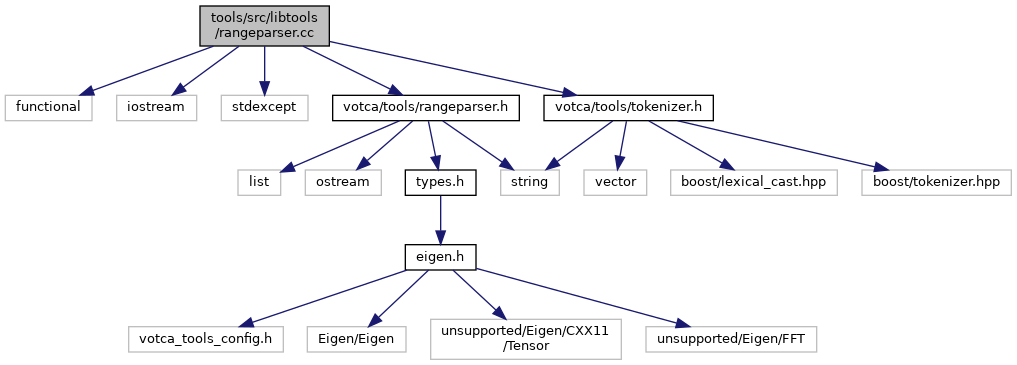 tools/src/libtools
/rangeparser.cc
functional
iostream
stdexcept
votca/tools/rangeparser.h
votca/tools/tokenizer.h
list
ostream
types.h
string
vector
boost/lexical_cast.hpp
boost/tokenizer.hpp
eigen.h
votca_tools_config.h
Eigen/Eigen
unsupported/Eigen/CXX11
/Tensor
unsupported/Eigen/FFT